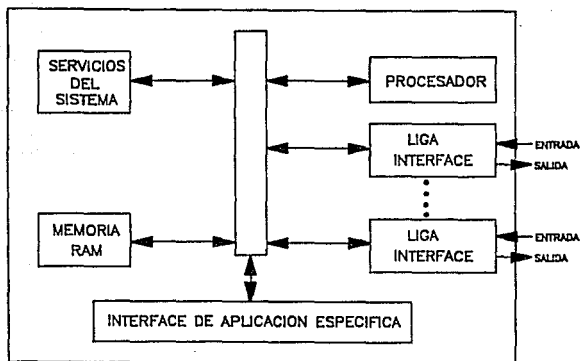 SERVICIOS
DEL
SISTEMA
PROCESADOR
LIGA
INTERFACE
ENTRADA
SALIDA
MEMORIA
RAM
LIGA
INTERFACE
ENTRADA
SALIDA
INTERFACE DE APLICACION ESPECIFICA